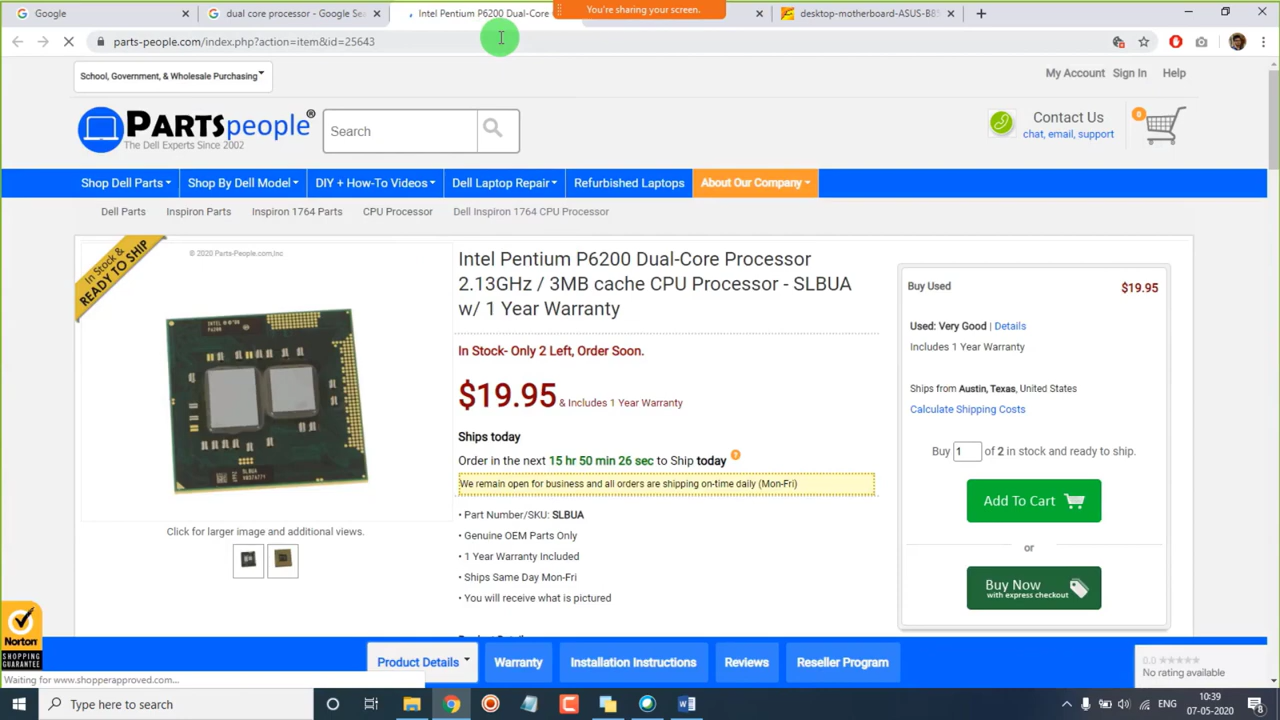 Google
dual core processor - Google Se
Intel Pentium P6200 Dual-Core
You're sharing your screen.
desktop-motherboard-ASUS-B8
parts-people.com/index.php?action=item&id=25643
School, Government, & Wholesale Purchasing
My Account Sign In Help
PARTSpeople®
The Dell Experts Since 2002
Search
Contact Us
chat, email, support
0
Shop Dell Parts Shop By Dell Model DIY + How-To Videos Dell Laptop Repair Refurbished Laptops About Our Company
Dell Parts Inspiron Parts Inspiron 1764 Parts CPU Processor Dell Inspiron 1764 CPU Processor
In Stock &
READY TO SHIP
© 2020 Parts-People.com,Inc
INTEL
P6200
SLBUA
Click for larger image and additional views.
Intel Pentium P6200 Dual-Core Processor
2.13GHz / 3MB cache CPU Processor - SLBUA
w/ 1 Year Warranty
In Stock- Only 2 Left, Order Soon.
$19.95 & Includes 1 Year Warranty
Ships today
Order in the next 15 hr 50 min 26 sec to Ship today ?
We remain open for business and all orders are shipping on-time daily (Mon-Fri)
• Part Number/SKU: SLBUA
• Genuine OEM Parts Only
• 1 Year Warranty Included
• Ships Same Day Mon-Fri
• You will receive what is pictured
Buy Used $19.95
Used: Very Good | Details
Includes 1 Year Warranty
Ships from Austin, Texas, United States
Calculate Shipping Costs
Buy 1 of 2 in stock and ready to ship.
Add To Cart
or
Buy Now
with express checkout
Norton
SHOPPING
GUARANTEE
Product Details Warranty Installation Instructions Reviews Reseller Program
0.0 ★★★★★
No rating available
Waiting for www.shopperapproved.com...
Type here to search
ENG
10:39
07-05-2020